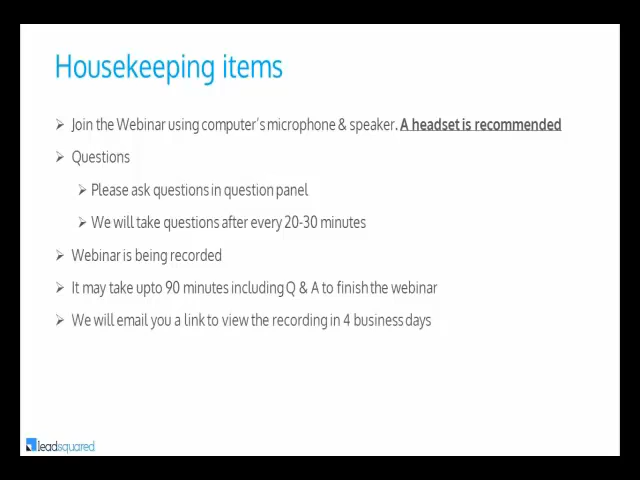 Housekeeping items
➢ Join the Webinar using computer's microphone & speaker. A headset is recommended
➢ Questions
➢ Please ask questions in question panel
➢ We will take questions after every 20-30 minutes
➢ Webinar is being recorded
➢ It may take upto 90 minutes including Q & A to finish the webinar
➢ We will email you a link to view the recording in 4 business days
leadsquared